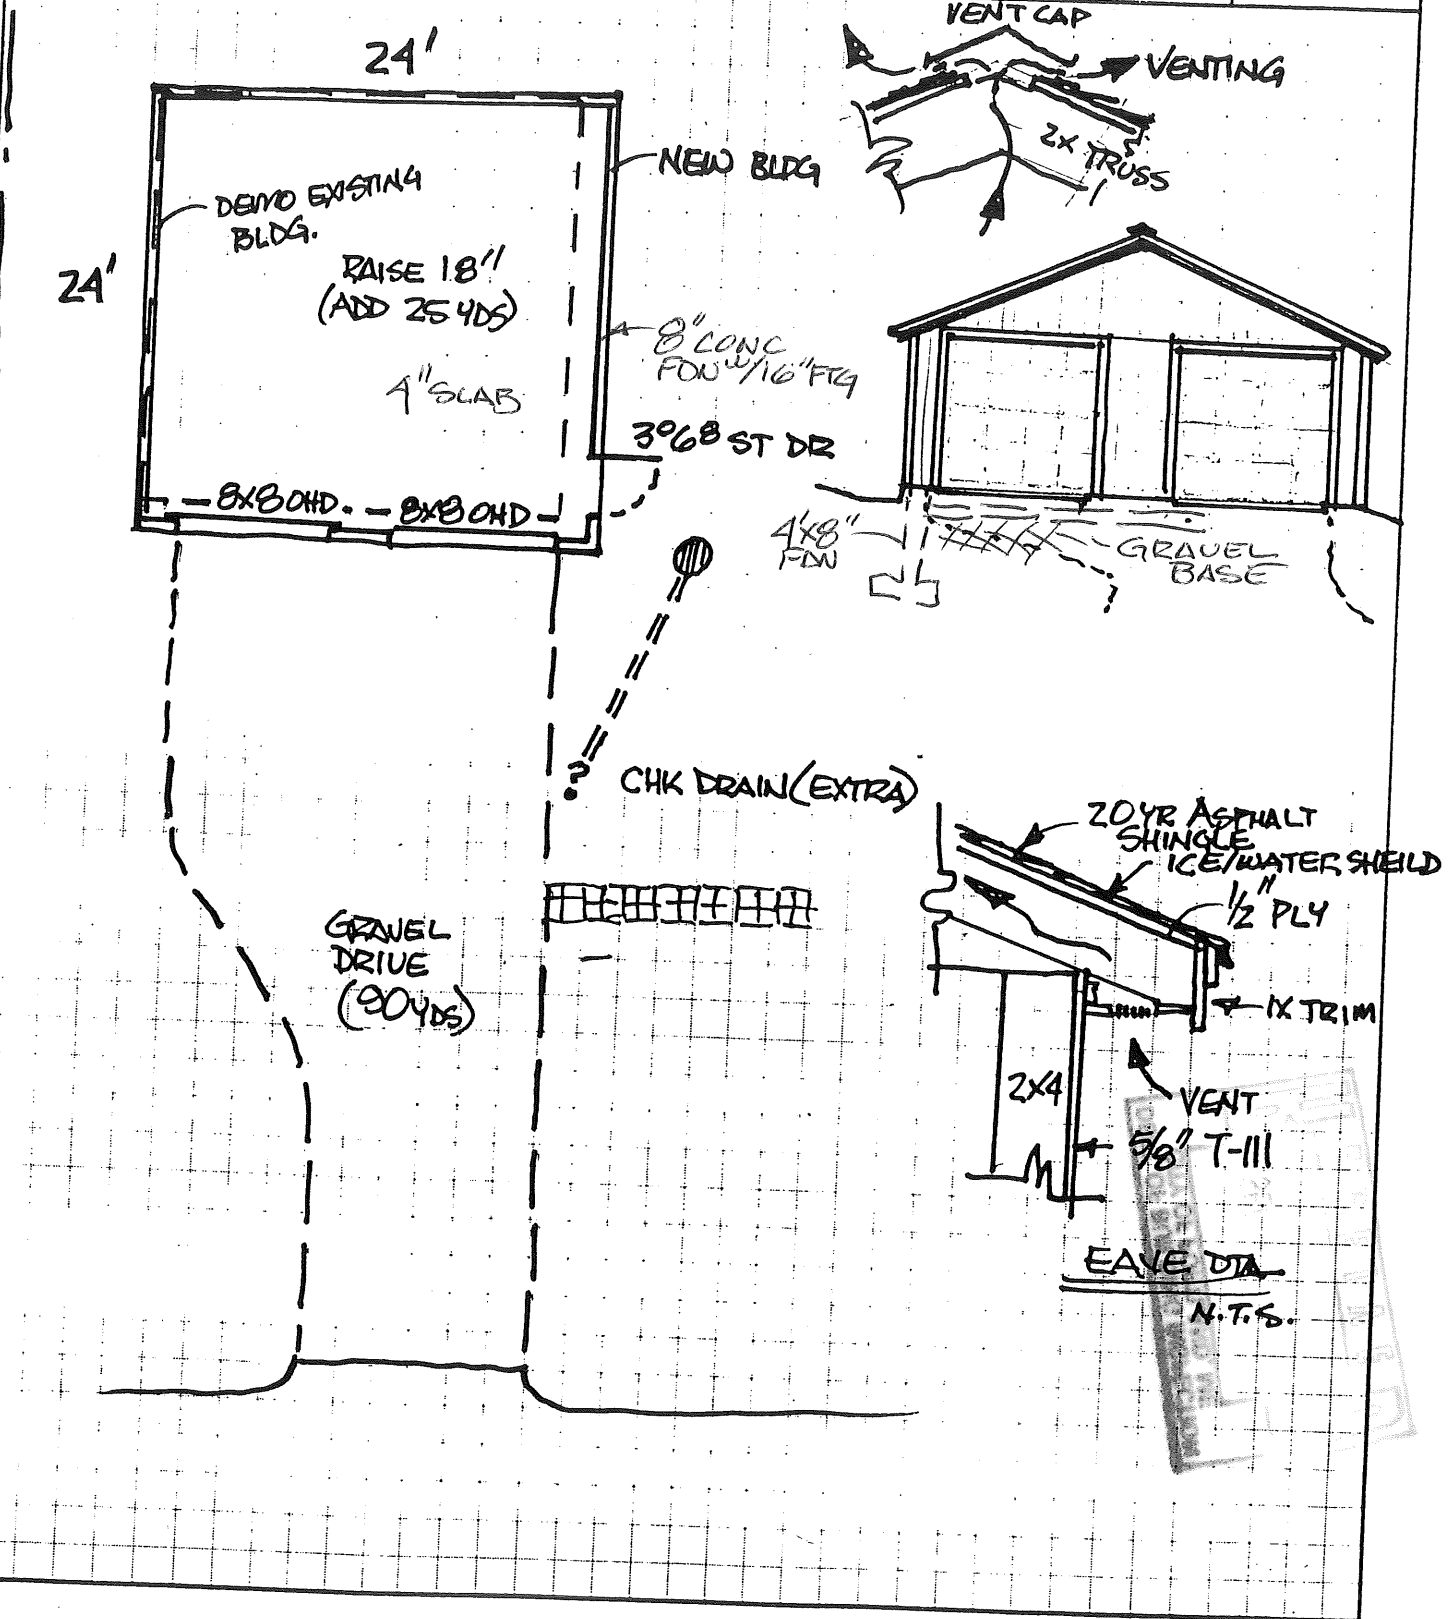 24'
VENT CAP
VENTING
2X TRUSS
NEW BLDG
DEMO EXISTING
BLDG.
24'
RAISE 18"
(ADD 25 YDS)
8" CONC
FDN W/16" FTG
4" SLAB
3⁰6⁸ ST DR
8X8 OHD
8X8 OHD
4'X8"
FDN
GRAVEL
BASE
?
CHK DRAIN (EXTRA)
20 YR ASPHALT
SHINGLE
ICE/WATER SHEILD
1/2" PLY
GRAVEL
DRIVE
(90 YDS)
1X TRIM
2X4
VENT
5/8" T-111
EAVE DTL
N.T.S.